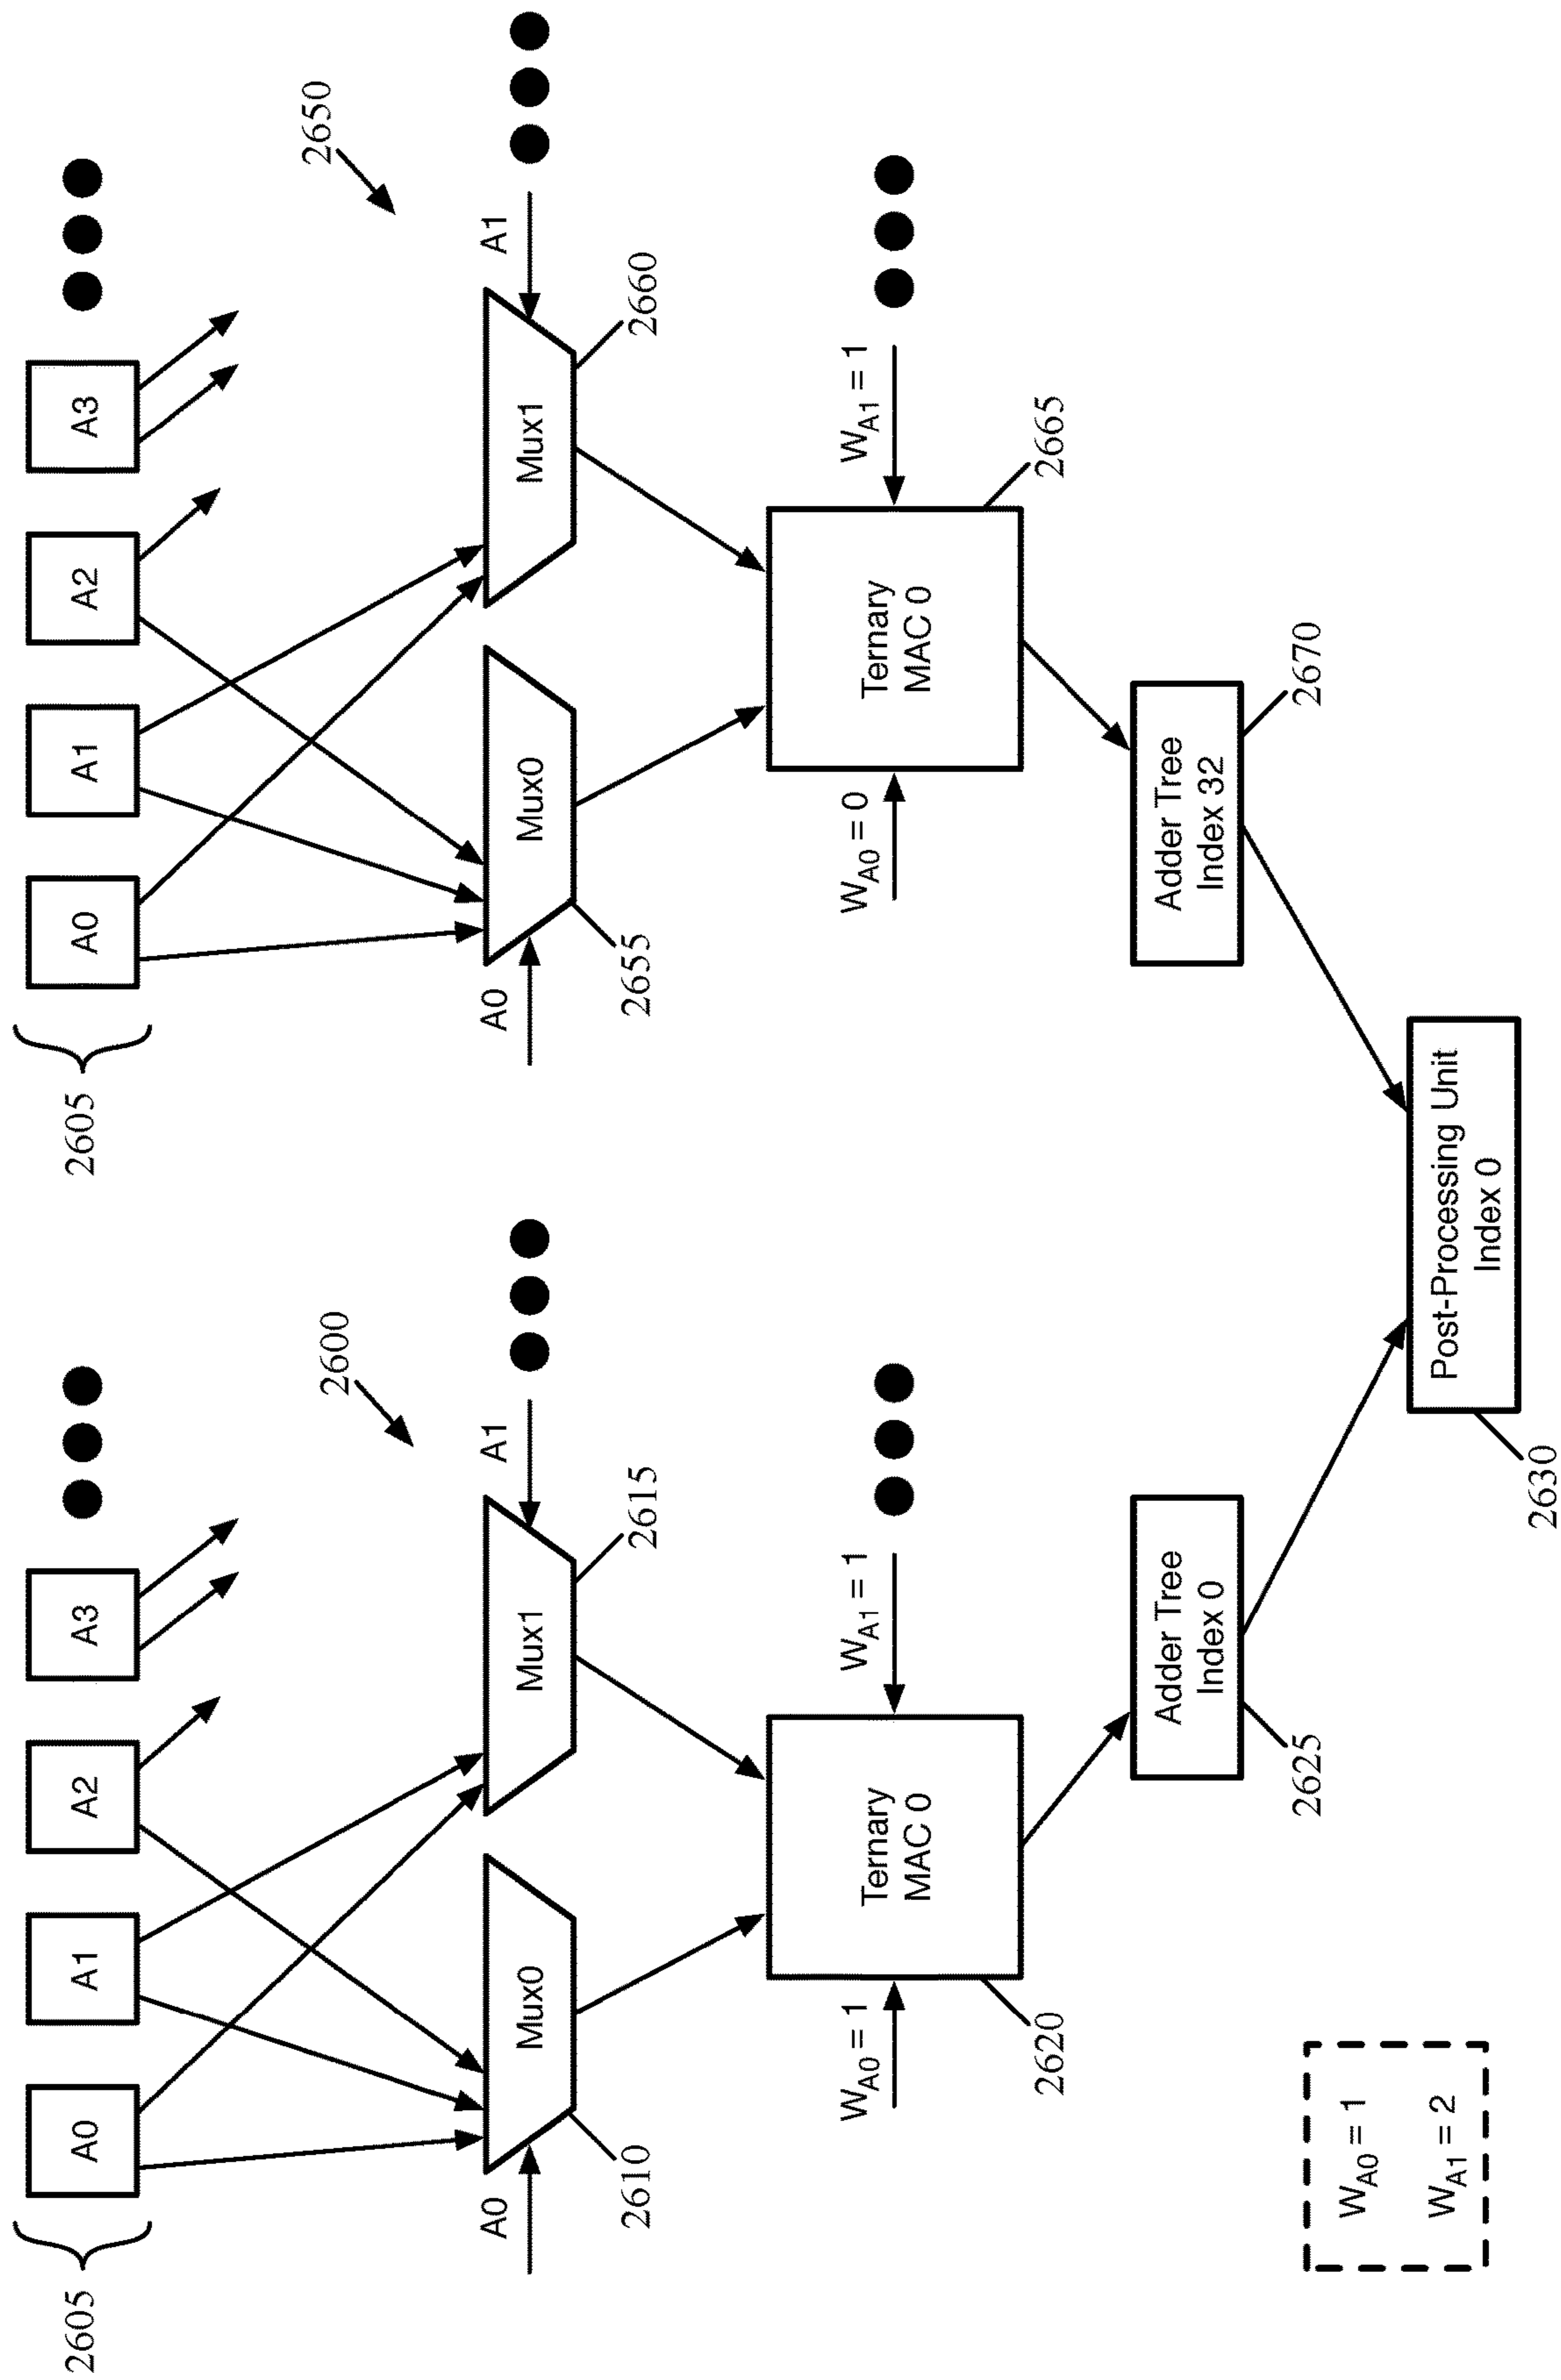 2605
A0
A1
A2
A3
2600
A0
Mux0
Mux1
A1
2610
2615
W_A0 = 1
Ternary
MAC 0
W_A1 = 1
2620
Adder Tree
Index 0
2625
2605
A0
A1
A2
A3
2650
A0
Mux0
Mux1
A1
2655
2660
W_A0 = 0
Ternary
MAC 0
W_A1 = 1
2665
Adder Tree
Index 32
2670
Post-Processing Unit
Index 0
2630
W_A0 = 1
W_A1 = 2